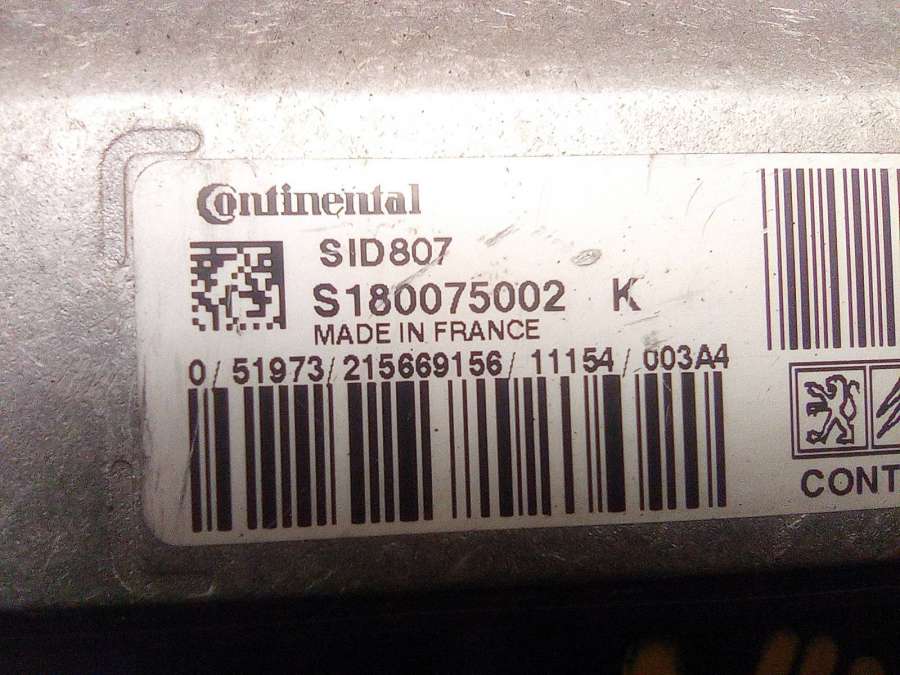 Continental
SID807
S180075002 K
MADE IN FRANCE
0/51973/215669156/11154/003A4
CONT